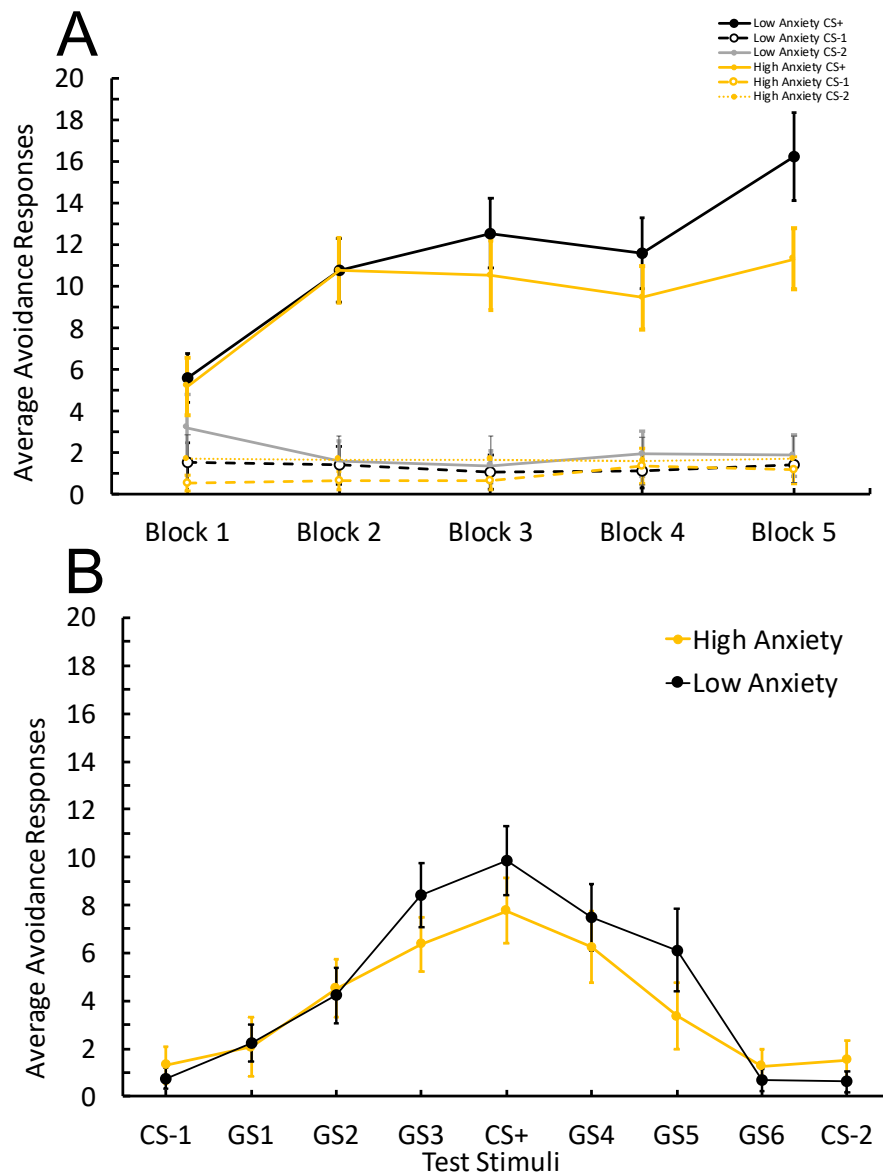 A
Low Anxiety CS+
Low Anxiety CS-1
Low Anxiety CS-2
High Anxiety CS+
High Anxiety CS-1
High Anxiety CS-2
Average Avoidance Responses
20
18
16
14
12
10
8
6
4
2
0
Block 1 Block 2 Block 3 Block 4 Block 5
B
High Anxiety
Low Anxiety
Average Avoidance Responses
20
18
16
14
12
10
8
6
4
2
0
CS-1 GS1 GS2 GS3 CS+ GS4 GS5 GS6 CS-2
Test Stimuli